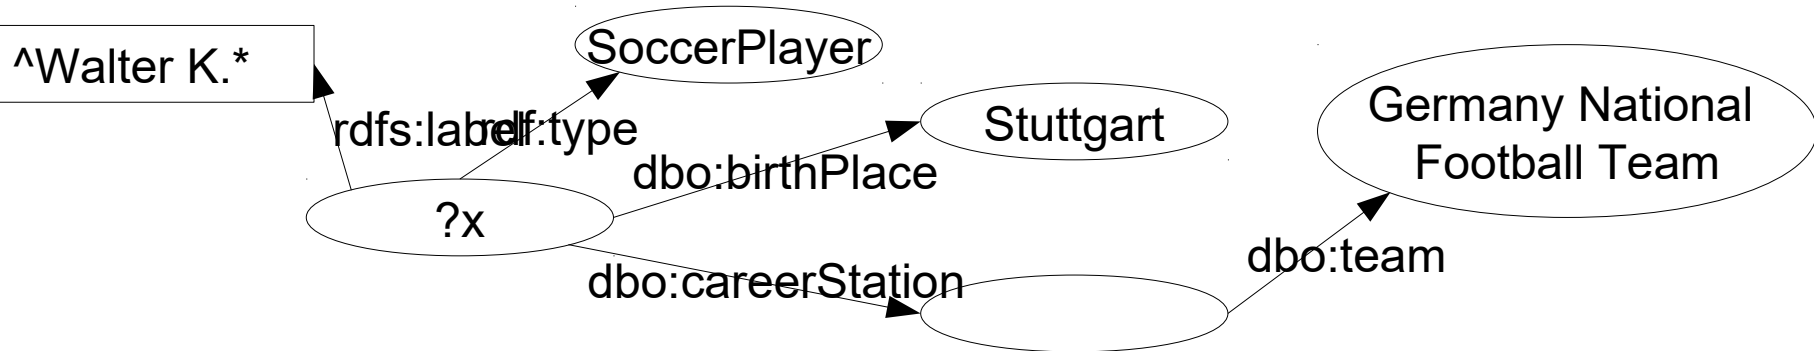 ^Walter K.*
SoccerPlayer
Germany National
Football Team
Stuttgart
rdfs:label
rdf:type
dbo:birthPlace
?x
dbo:team
dbo:careerStation